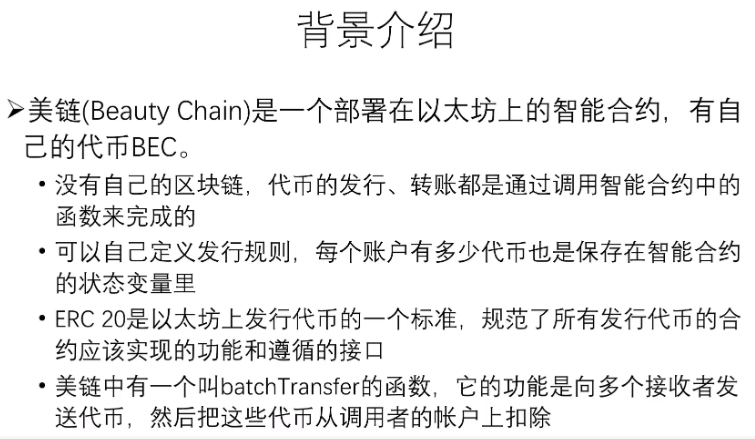 背景介绍
➢美链(Beauty Chain)是一个部署在以太坊上的智能合约，有自
己的代币BEC。
• 没有自己的区块链，代币的发行、转账都是通过调用智能合约中的
函数来完成的
• 可以自己定义发行规则，每个账户有多少代币也是保存在智能合约
的状态变量里
• ERC 20是以太坊上发行代币的一个标准，规范了所有发行代币的合
约应该实现的功能和遵循的接口
• 美链中有一个叫batchTransfer的函数，它的功能是向多个接收者发
送代币，然后把这些代币从调用者的帐户上扣除